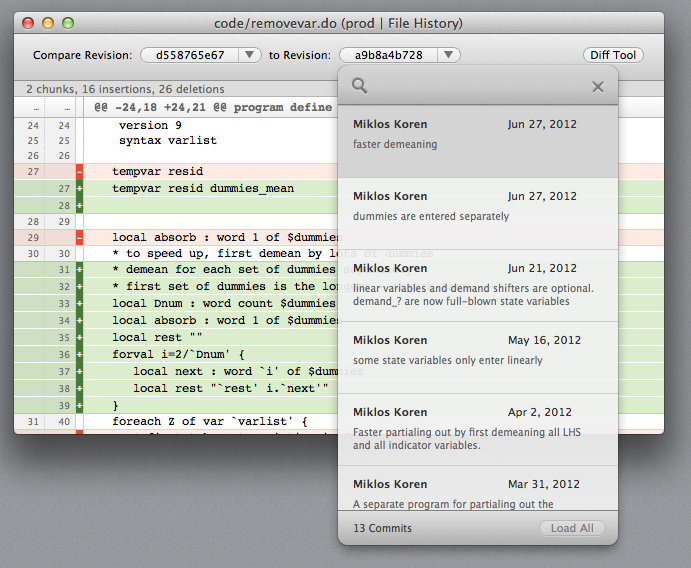 code/removevar.do (prod | File History)
Compare Revision: d558765e67 to Revision: a9b8a4b728 Diff Tool
2 chunks, 16 insertions, 26 deletions
... ... @@ -24,18 +24,21 @@ program define
24 24 version 9
25 25 syntax varlist
26 26
27 - tempvar resid
27 + tempvar resid dummies_mean
28 +
28 29
29 - local absorb : word 1 of $dummies
30 30 * to speed up, first demean by lots of dummies
31 + * demean for each set of dummies
32 + * first set of dummies is the
33 + local Dnum : word count $dummies
34 + local absorb : word 1 of $dummies
35 + local rest ""
36 + forval i=2/`Dnum' {
37 + local next : word `i' of $dummies
38 + local rest "`rest' i.`next'"
39 + }
31 40 foreach Z of var `varlist' {
Miklos Koren Jun 27, 2012
faster demeaning
Miklos Koren Jun 27, 2012
dummies are entered separately
Miklos Koren Jun 21, 2012
linear variables and demand shifters are optional.
demand_? are now full-blown state variables
Miklos Koren May 16, 2012
some state variables only enter linearly
Miklos Koren Apr 2, 2012
Faster partialing out by first demeaning all LHS
and all indicator variables.
Miklos Koren Mar 31, 2012
A separate program for partialing out the
13 Commits Load All